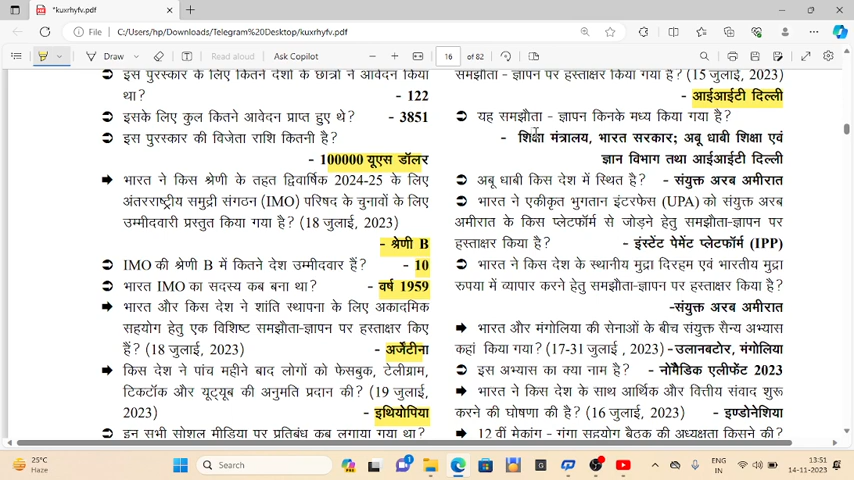 *kuxrhyfv.pdf
File
C:/Users/hp/Downloads/Telegram%20Desktop/kuxrhyfv.pdf
Draw
Read aloud
Ask Copilot
16 of 82
इस पुरस्कार के लिए कितने देशों के छात्रों ने आवेदन किया
था? - 122
इसके लिए कुल कितने आवेदन प्राप्त हुए थे? - 3851
इस पुरस्कार की विजेता राशि कितनी है?
- 100000 यूएस डॉलर
भारत ने किस श्रेणी के तहत द्विवार्षिक 2024-25 के लिए
अंतरराष्ट्रीय समुद्री संगठन (IMO) परिषद के चुनावों के लिए
उम्मीदवारी प्रस्तुत किया गया है? (18 जुलाई, 2023)
- श्रेणी B
IMO की श्रेणी B में कितने देश उम्मीदवार हैं? - 10
भारत IMO का सदस्य कब बना था? - वर्ष 1959
भारत और किस देश ने शांति स्थापना के लिए अकादमिक
सहयोग हेतु एक विशिष्ट समझौता-ज्ञापन पर हस्ताक्षर किए
हैं? (18 जुलाई, 2023) - अर्जेंटीना
किस देश ने पांच महीने बाद लोगों को फेसबुक, टेलीग्राम,
टिकटॉक और यूट्यूब की अनुमति प्रदान की? (19 जुलाई,
2023) - इथियोपिया
इन सभी सोशल मीडिया पर प्रतिबंध कब लगाया गया था?
समझौता - ज्ञापन पर हस्ताक्षर किया गया है? (15 जुलाई, 2023)
- आईआईटी दिल्ली
यह समझौता - ज्ञापन किनके मध्य किया गया है?
- शिक्षा मंत्रालय, भारत सरकार; अबू धाबी शिक्षा एवं
ज्ञान विभाग तथा आईआईटी दिल्ली
अबू धाबी किस देश में स्थित है? - संयुक्त अरब अमीरात
भारत ने एकीकृत भुगतान इंटरफेस (UPA) को संयुक्त अरब
अमीरात के किस प्लेटफोर्म से जोड़ने हेतु समझौता-ज्ञापन पर
हस्ताक्षर किया है? - इंस्टेंट पेमेंट प्लेटफॉर्म (IPP)
भारत ने किस देश के स्थानीय मुद्रा दिरहम एवं भारतीय मुद्रा
रुपया में व्यापार करने हेतु समझौता-ज्ञापन पर हस्ताक्षर किया है?
-संयुक्त अरब अमीरात
भारत और मंगोलिया की सेनाओं के बीच संयुक्त सैन्य अभ्यास
कहां किया गया? (17-31 जुलाई , 2023) -उलानबटोर, मंगोलिया
इस अभ्यास का क्या नाम है? - नोमैडिक एलीफेंट 2023
भारत ने किस देश के साथ आर्थिक और वित्तीय संवाद शुरू
करने की घोषणा की है? (16 जुलाई, 2023) - इण्डोनेशिया
12 वीं मेकांग - गंगा सहयोग बैठक की अध्यक्षता किसने की?
25°C
Haze
Search
ENG
IN
13:51
14-11-2023